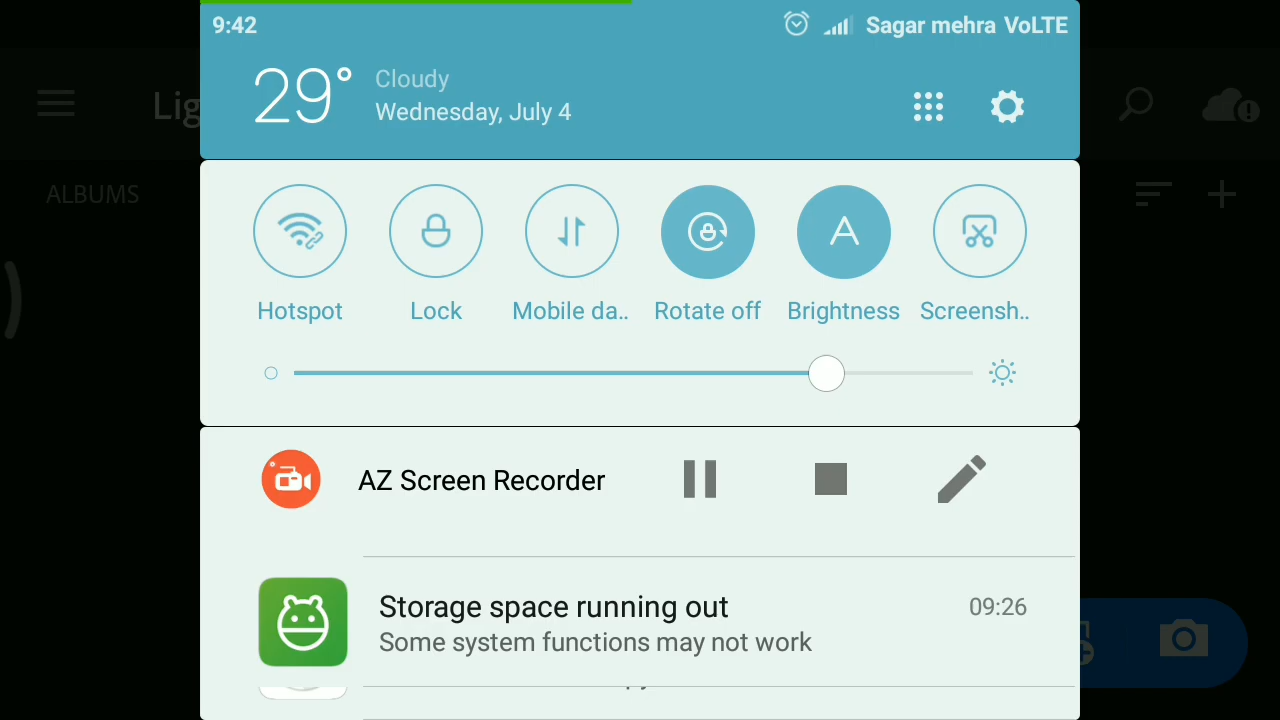 9:42
Sagar mehra VoLTE
29°
Cloudy
Wednesday, July 4
Lig
ALBUMS
Hotspot
Lock
Mobile da..
Rotate off
Brightness
Screensh..
AZ Screen Recorder
Storage space running out
09:26
Some system functions may not work